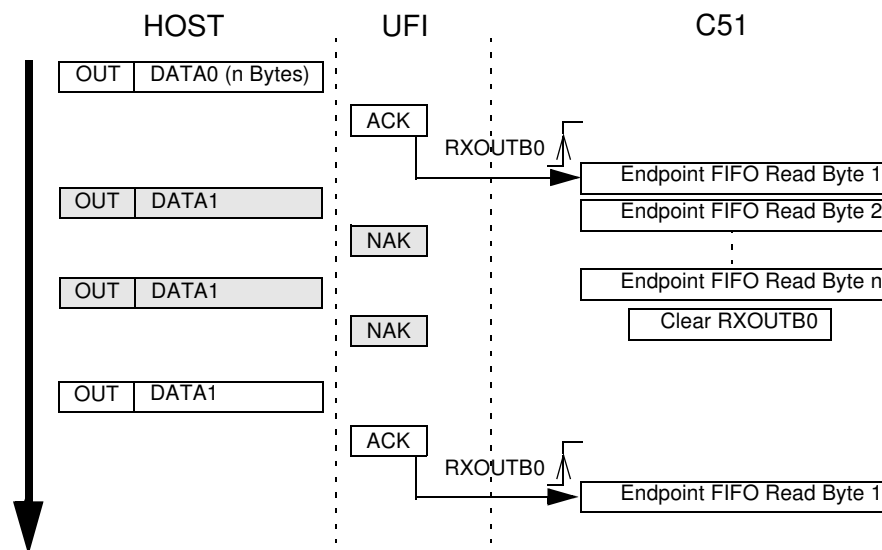 HOST UFI C51
OUT DATA0 (n Bytes)
ACK
RXOUTB0
Endpoint FIFO Read Byte 1
OUT DATA1
Endpoint FIFO Read Byte 2
NAK
OUT DATA1
Endpoint FIFO Read Byte n
Clear RXOUTB0
NAK
OUT DATA1
ACK
RXOUTB0
Endpoint FIFO Read Byte 1